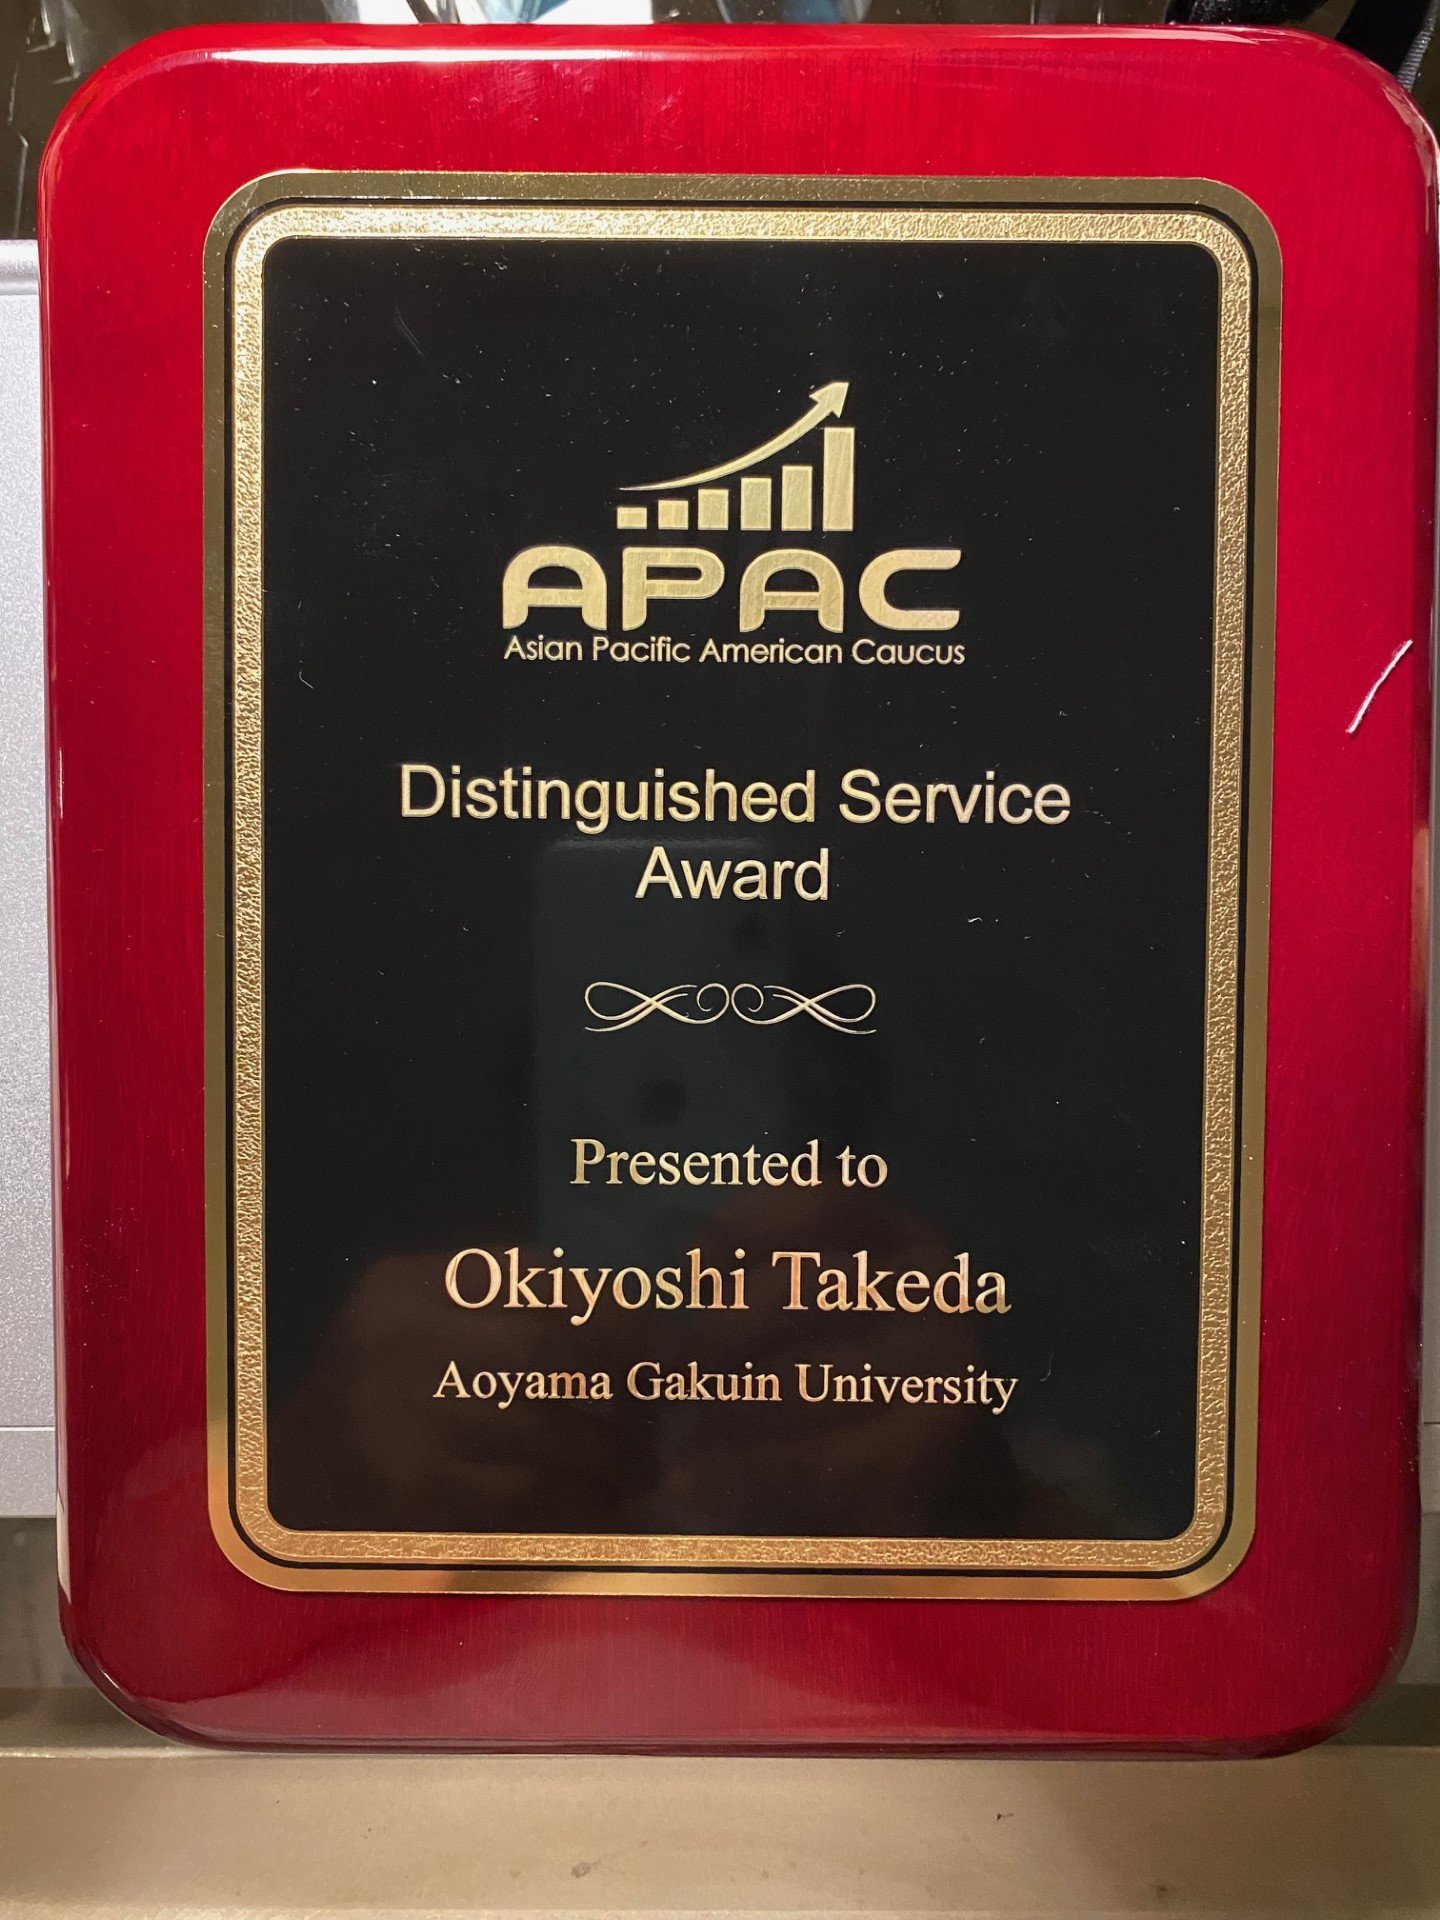 APAC
Asian Pacific American Caucus
Distinguished Service
Award
Presented to
Okiyoshi Takeda
Aoyama Gakuin University